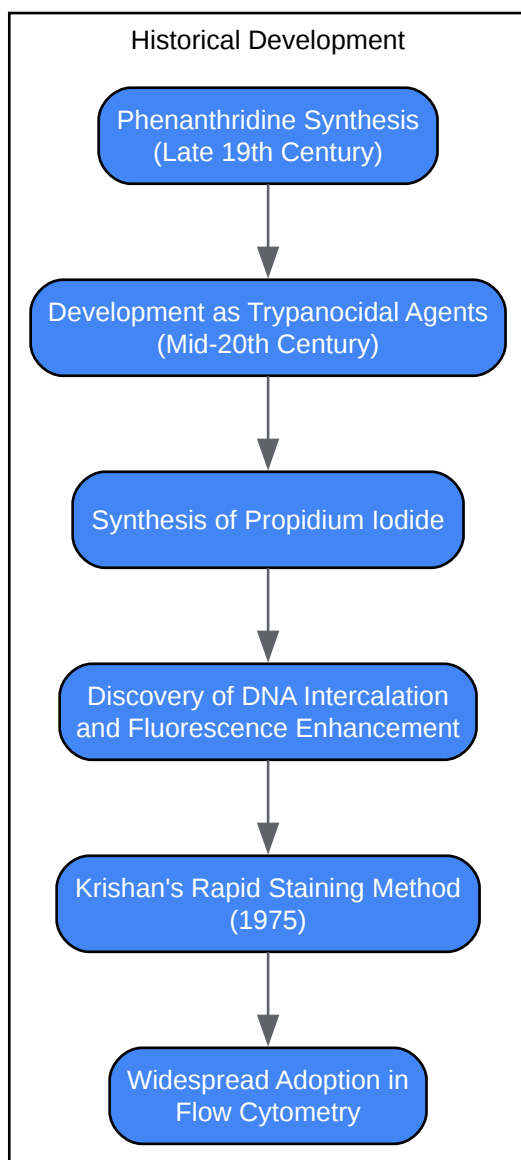 Historical Development
Phenanthridine Synthesis
(Late 19th Century)
Development as Trypanocidal Agents
(Mid-20th Century)
Synthesis of Propidium Iodide
Discovery of DNA Intercalation
and Fluorescence Enhancement
Krishan's Rapid Staining Method
(1975)
Widespread Adoption in
Flow Cytometry